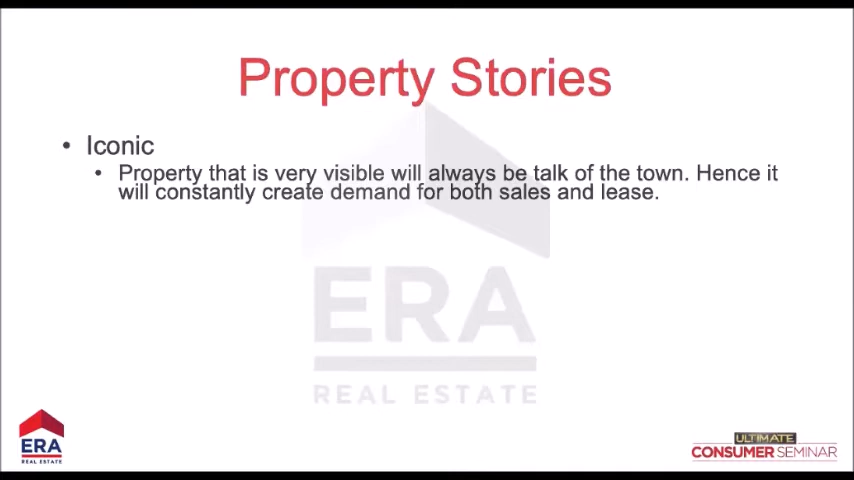 Property Stories
• Iconic
• Property that is very visible will always be talk of the town. Hence it
will constantly create demand for both sales and lease.
ERA
REAL ESTATE
ERA
REAL ESTATE
ULTIMATE
CONSUMER SEMINAR